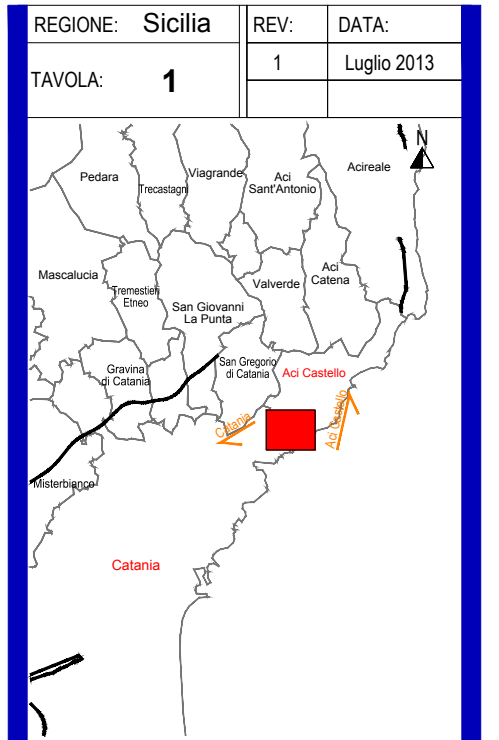 REGIONE: Sicilia
REV:
DATA:
TAVOLA: 1
1
Luglio 2013
N
Pedara
Trecastagni
Viagrande
Aci
Sant'Antonio
Acireale
Mascalucia
Tremestieri
Etneo
San Giovanni
La Punta
Valverde
Aci
Catena
Gravina
di Catania
San Gregorio
di Catania
Aci Castello
Catania
Aci Castello
Misterbianco
Catania